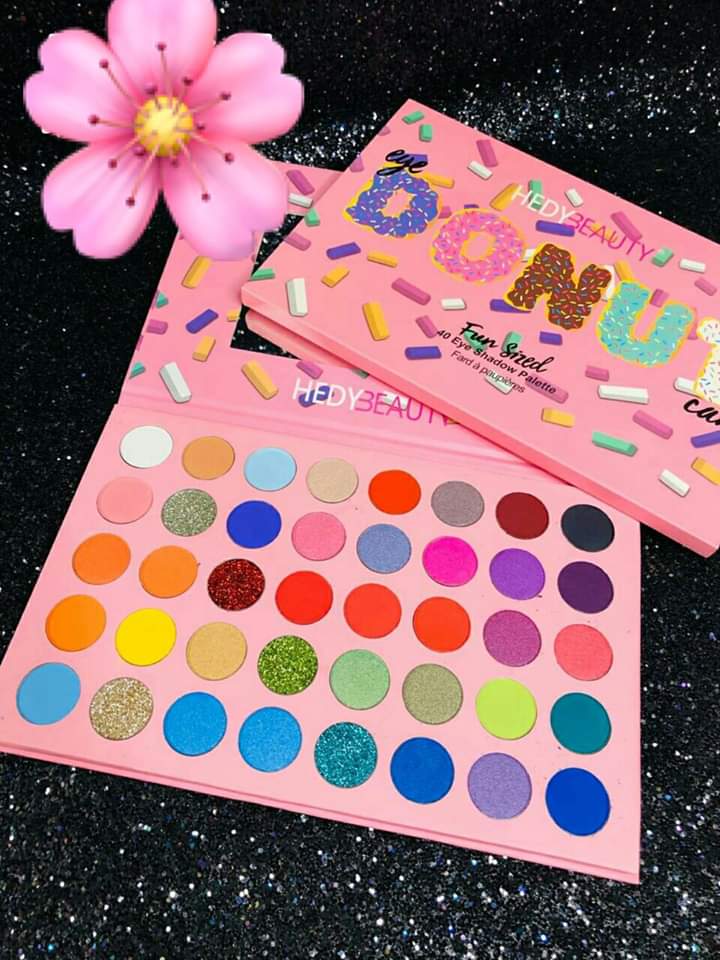 eye
HEDYBEAUTY
DONUT
Fun Sized
40 Eye Shadow Palette
Fard à paupières
HEDYBEAUTY